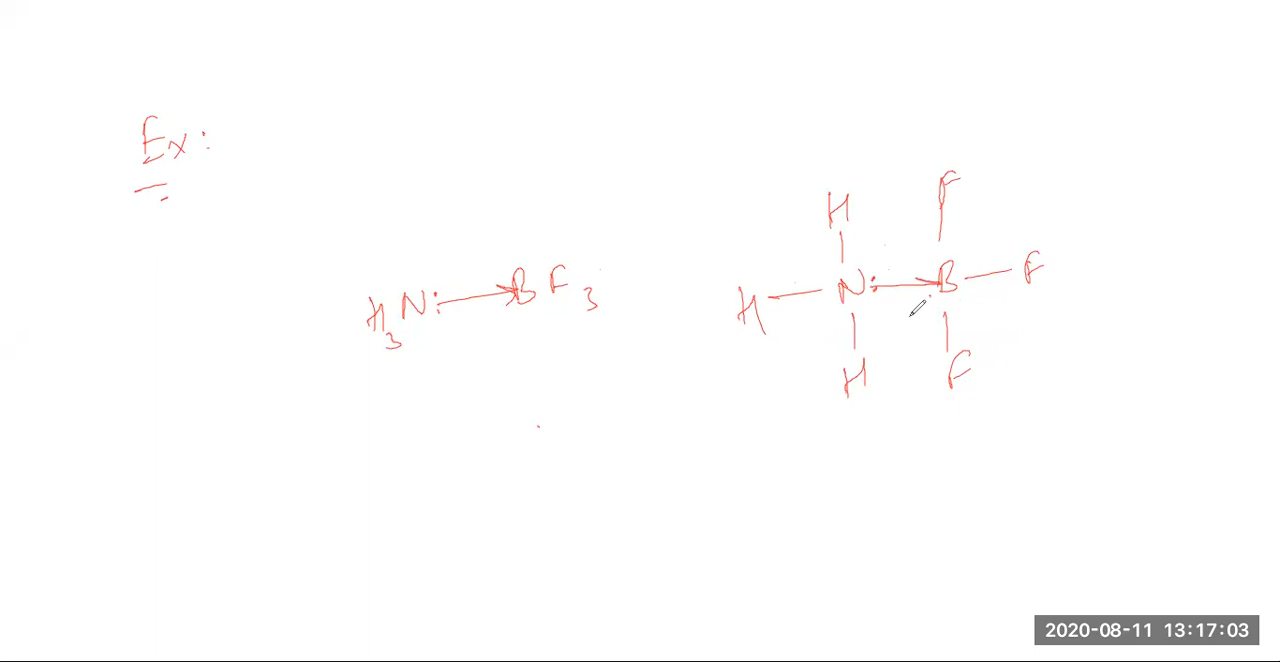 Ex:
H3N: → BF3
H F
H — N: → B — F
H F
2020-08-11 13:17:03